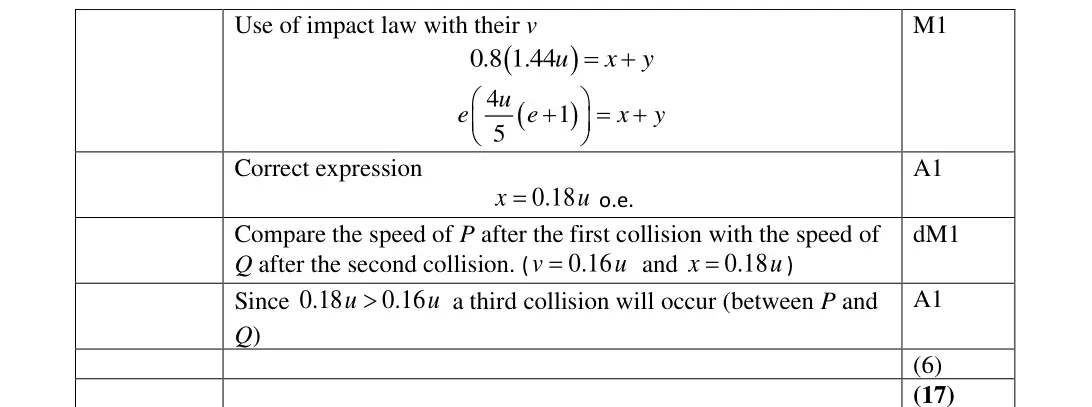 Use of impact law with their v M1
0.8(1.44u) = x + y
e(4u/5 (e+1)) = x + y
Correct expression A1
x = 0.18u o.e.
Compare the speed of P after the first collision with the speed of dM1
Q after the second collision. ( v = 0.16u and x = 0.18u )
Since 0.18u > 0.16u a third collision will occur (between P and A1
Q)
(6)
(17)